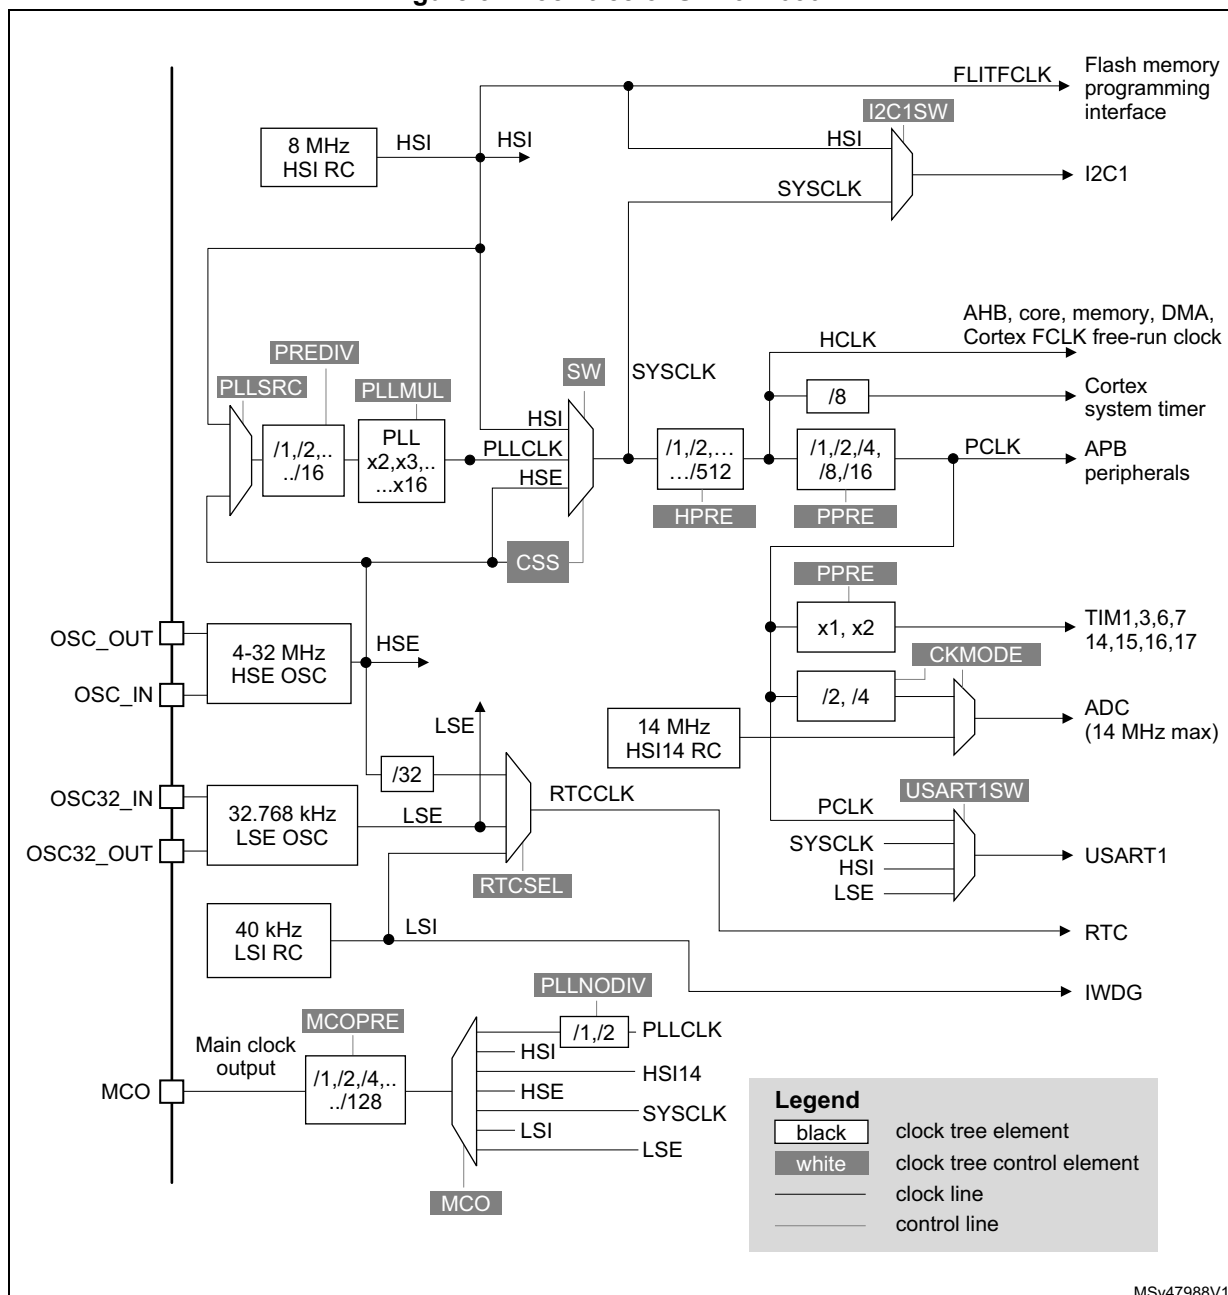 FLITFCLK
Flash memory
programming
interface
I2C1SW
8 MHz
HSI RC
HSI
HSI
HSI
SYSCLK
I2C1
AHB, core, memory, DMA,
Cortex FCLK free-run clock
HCLK
PREDIV
PLLSRC
PLLMUL
SW
SYSCLK
/8
Cortex
system timer
/1,/2,..
../16
PLL
x2,x3,..
...x16
HSI
PLLCLK
HSE
/1,/2,…
…/512
/1,/2,/4,
/8,/16
PCLK
APB
peripherals
HPRE
PPRE
CSS
PPRE
OSC_OUT
OSC_IN
4-32 MHz
HSE OSC
HSE
x1, x2
TIM1,3,6,7
14,15,16,17
CKMODE
/2, /4
14 MHz
HSI14 RC
ADC
(14 MHz max)
LSE
/32
OSC32_IN
OSC32_OUT
32.768 kHz
LSE OSC
LSE
RTCCLK
RTCSEL
USART1SW
PCLK
SYSCLK
HSI
LSE
USART1
40 kHz
LSI RC
LSI
RTC
IWDG
PLLNODIV
MCOPRE
Main clock
output
MCO
/1,/2,/4,..
../128
/1,/2
PLLCLK
HSI
HSI14
HSE
SYSCLK
LSI
LSE
MCO
Legend
black
clock tree element
white
clock tree control element
clock line
control line
MSv47988V1